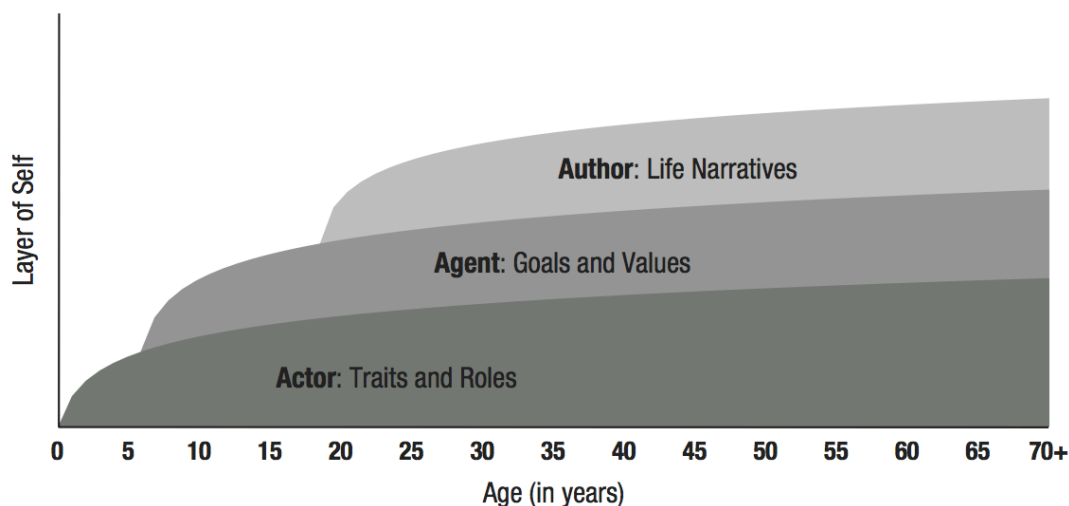 Layer of Self
Author: Life Narratives
Agent: Goals and Values
Actor: Traits and Roles
0 5 10 15 20 25 30 35 40 45 50 55 60 65 70+
Age (in years)